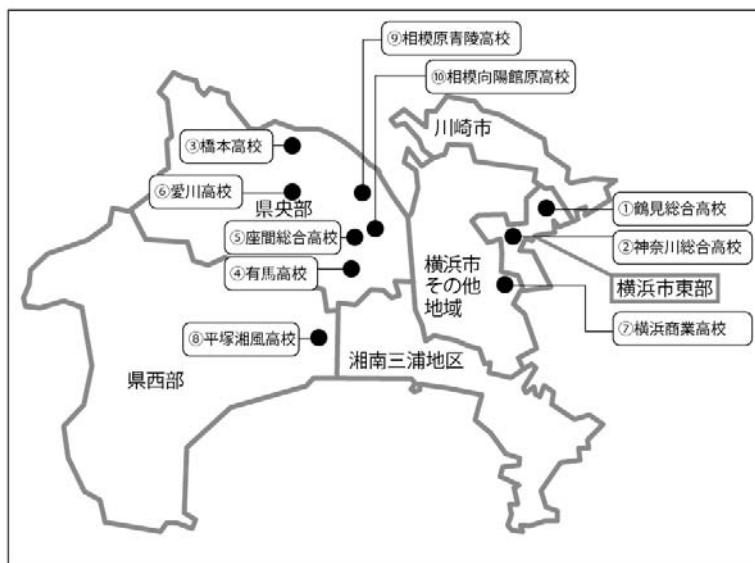 ⑨相模原青陵高校
⑩相模向陽館原高校
川崎市
③橋本高校
⑥愛川高校
県央部
①鶴見総合高校
⑤座間総合高校
②神奈川総合高校
④有馬高校
横浜市
その他
地域
横浜市東部
⑧平塚湘風高校
⑦横浜商業高校
湘南三浦地区
県西部